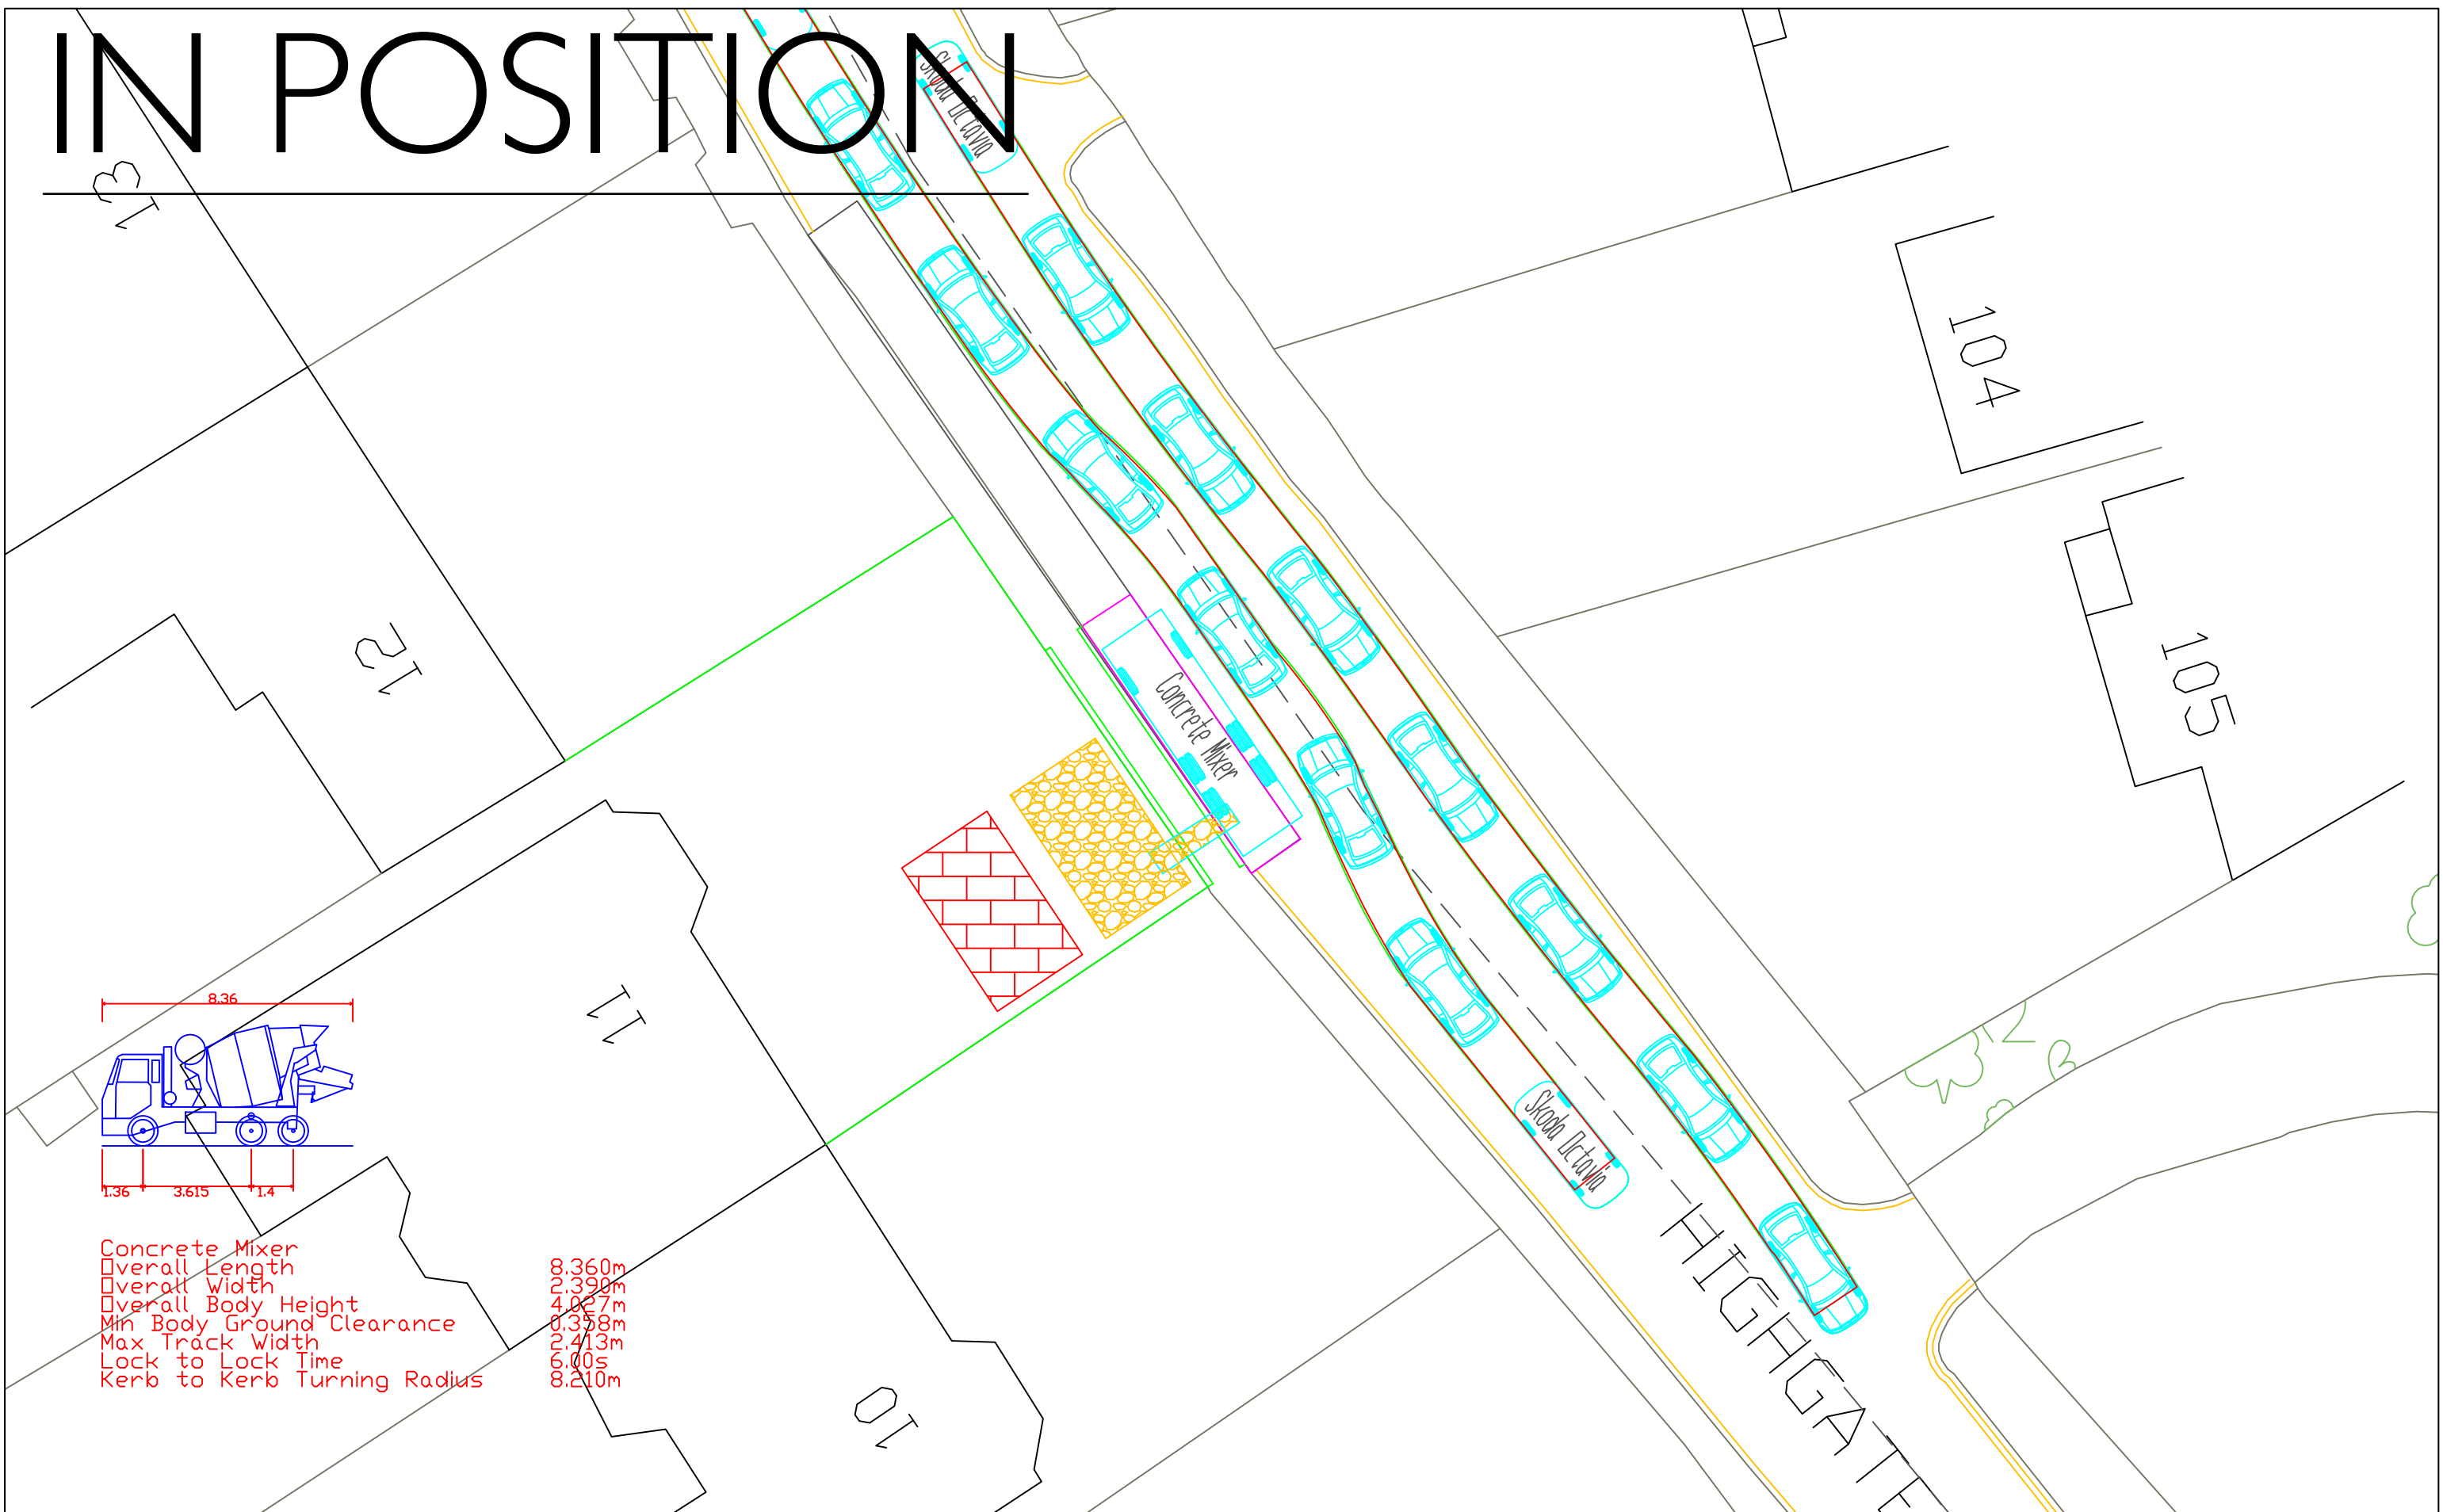 IN POSITION
13
Skoda Octavia
104
12
105
Concrete Mixer
11
8.36
1.36 3.615 1.4
Skoda Octavia
HIGHGATE
Concrete Mixer
Overall Length 8.360m
Overall Width 2.390m
Overall Body Height 4.027m
Min Body Ground Clearance 0.358m
Max Track Width 2.413m
Lock to Lock Time 6.00s
Kerb to Kerb Turning Radius 8.210m
10